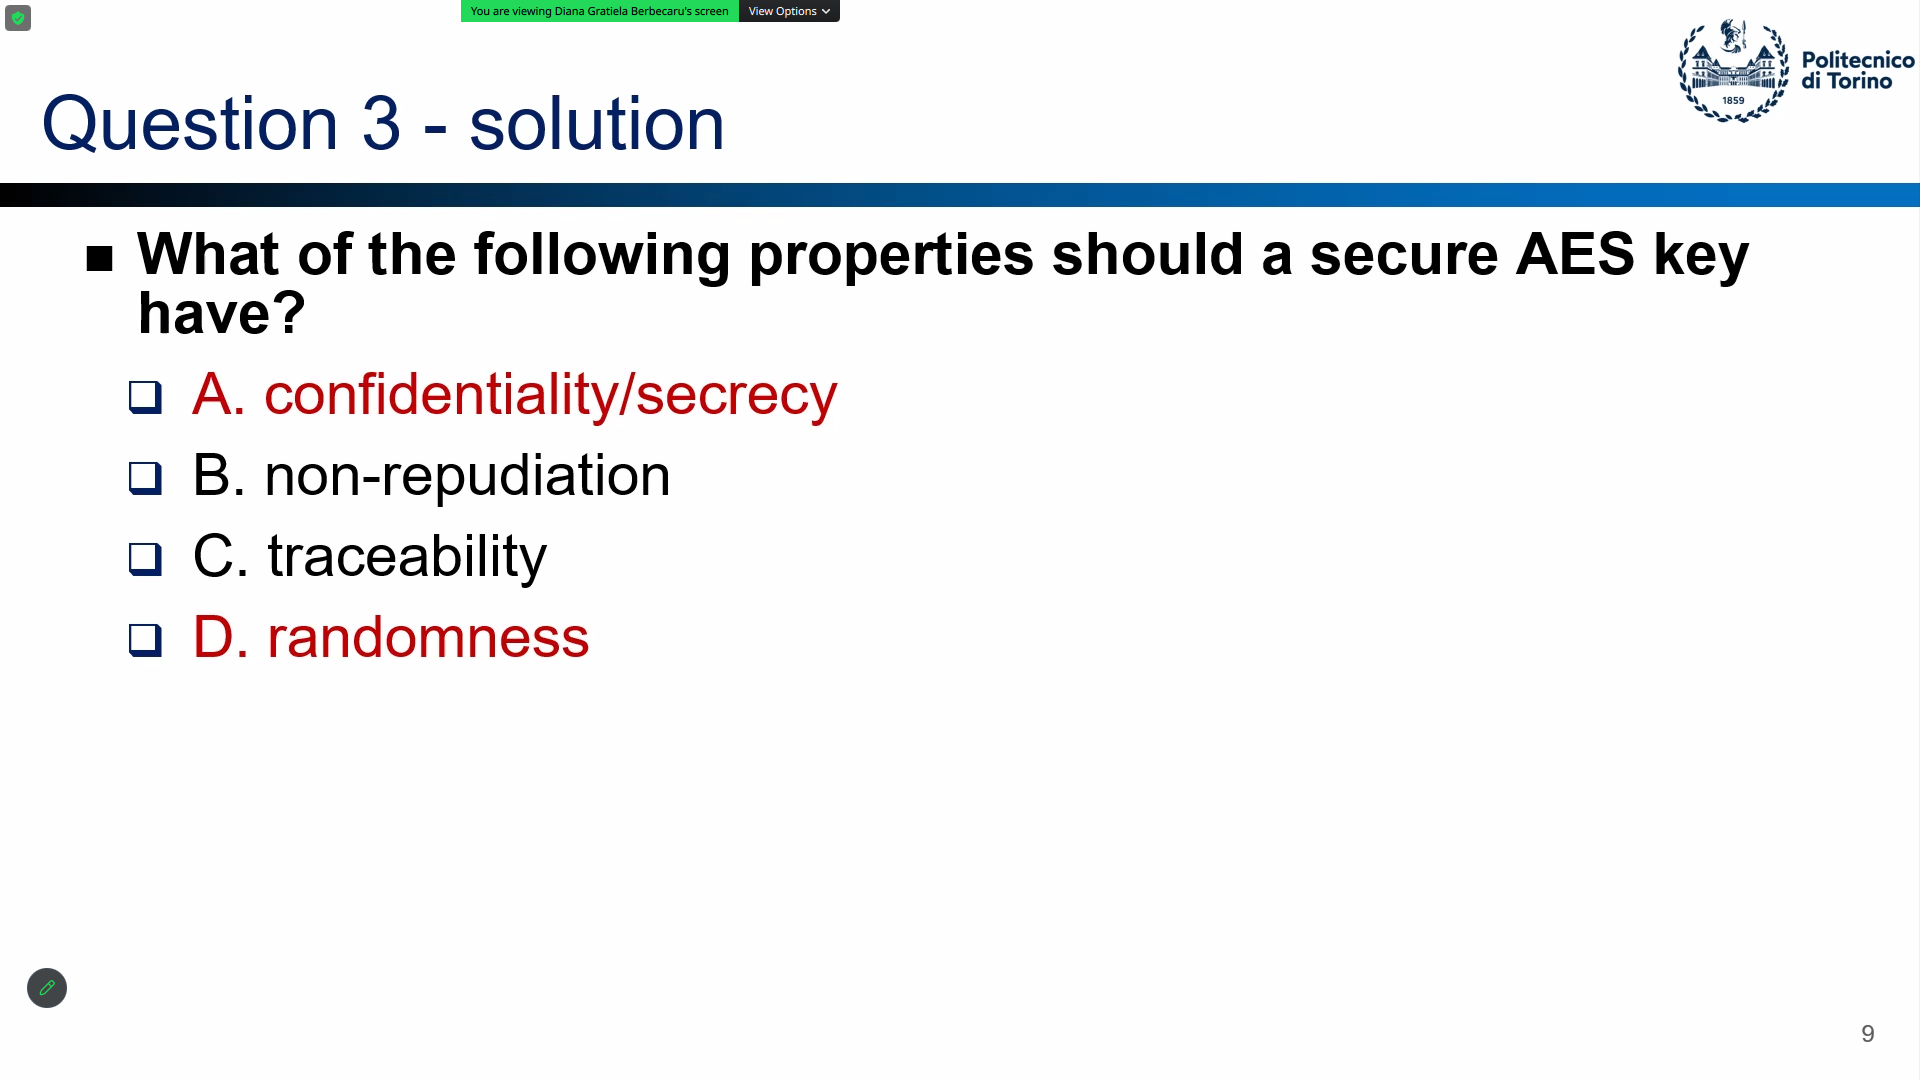 You are viewing Diana Gratiela Berbecaru's screen View Options
Politecnico
di Torino
1859
Question 3 - solution
What of the following properties should a secure AES key
have?
A. confidentiality/secrecy
B. non-repudiation
C. traceability
D. randomness
9